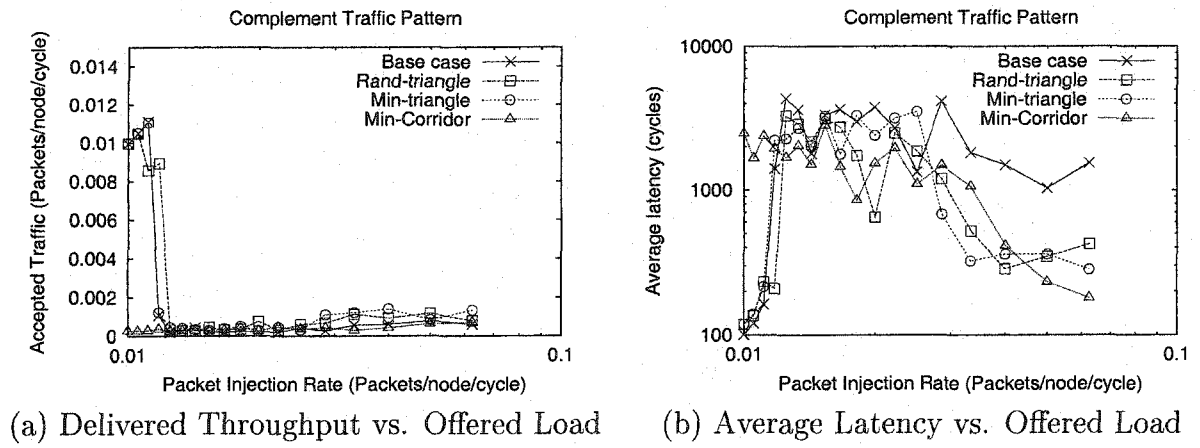 Complement Traffic Pattern
Accepted Traffic (Packets/node/cycle)
0.014
0.012
0.01
0.008
0.006
0.004
0.002
0
Base case
Rand-triangle
Min-triangle
Min-Corridor
0.01
0.1
Packet Injection Rate (Packets/node/cycle)
(a) Delivered Throughput vs. Offered Load
Complement Traffic Pattern
Average latency (cycles)
10000
1000
100
Base case
Rand-triangle
Min-triangle
Min-Corridor
0.01
0.1
Packet Injection Rate (Packets/node/cycle)
(b) Average Latency vs. Offered Load